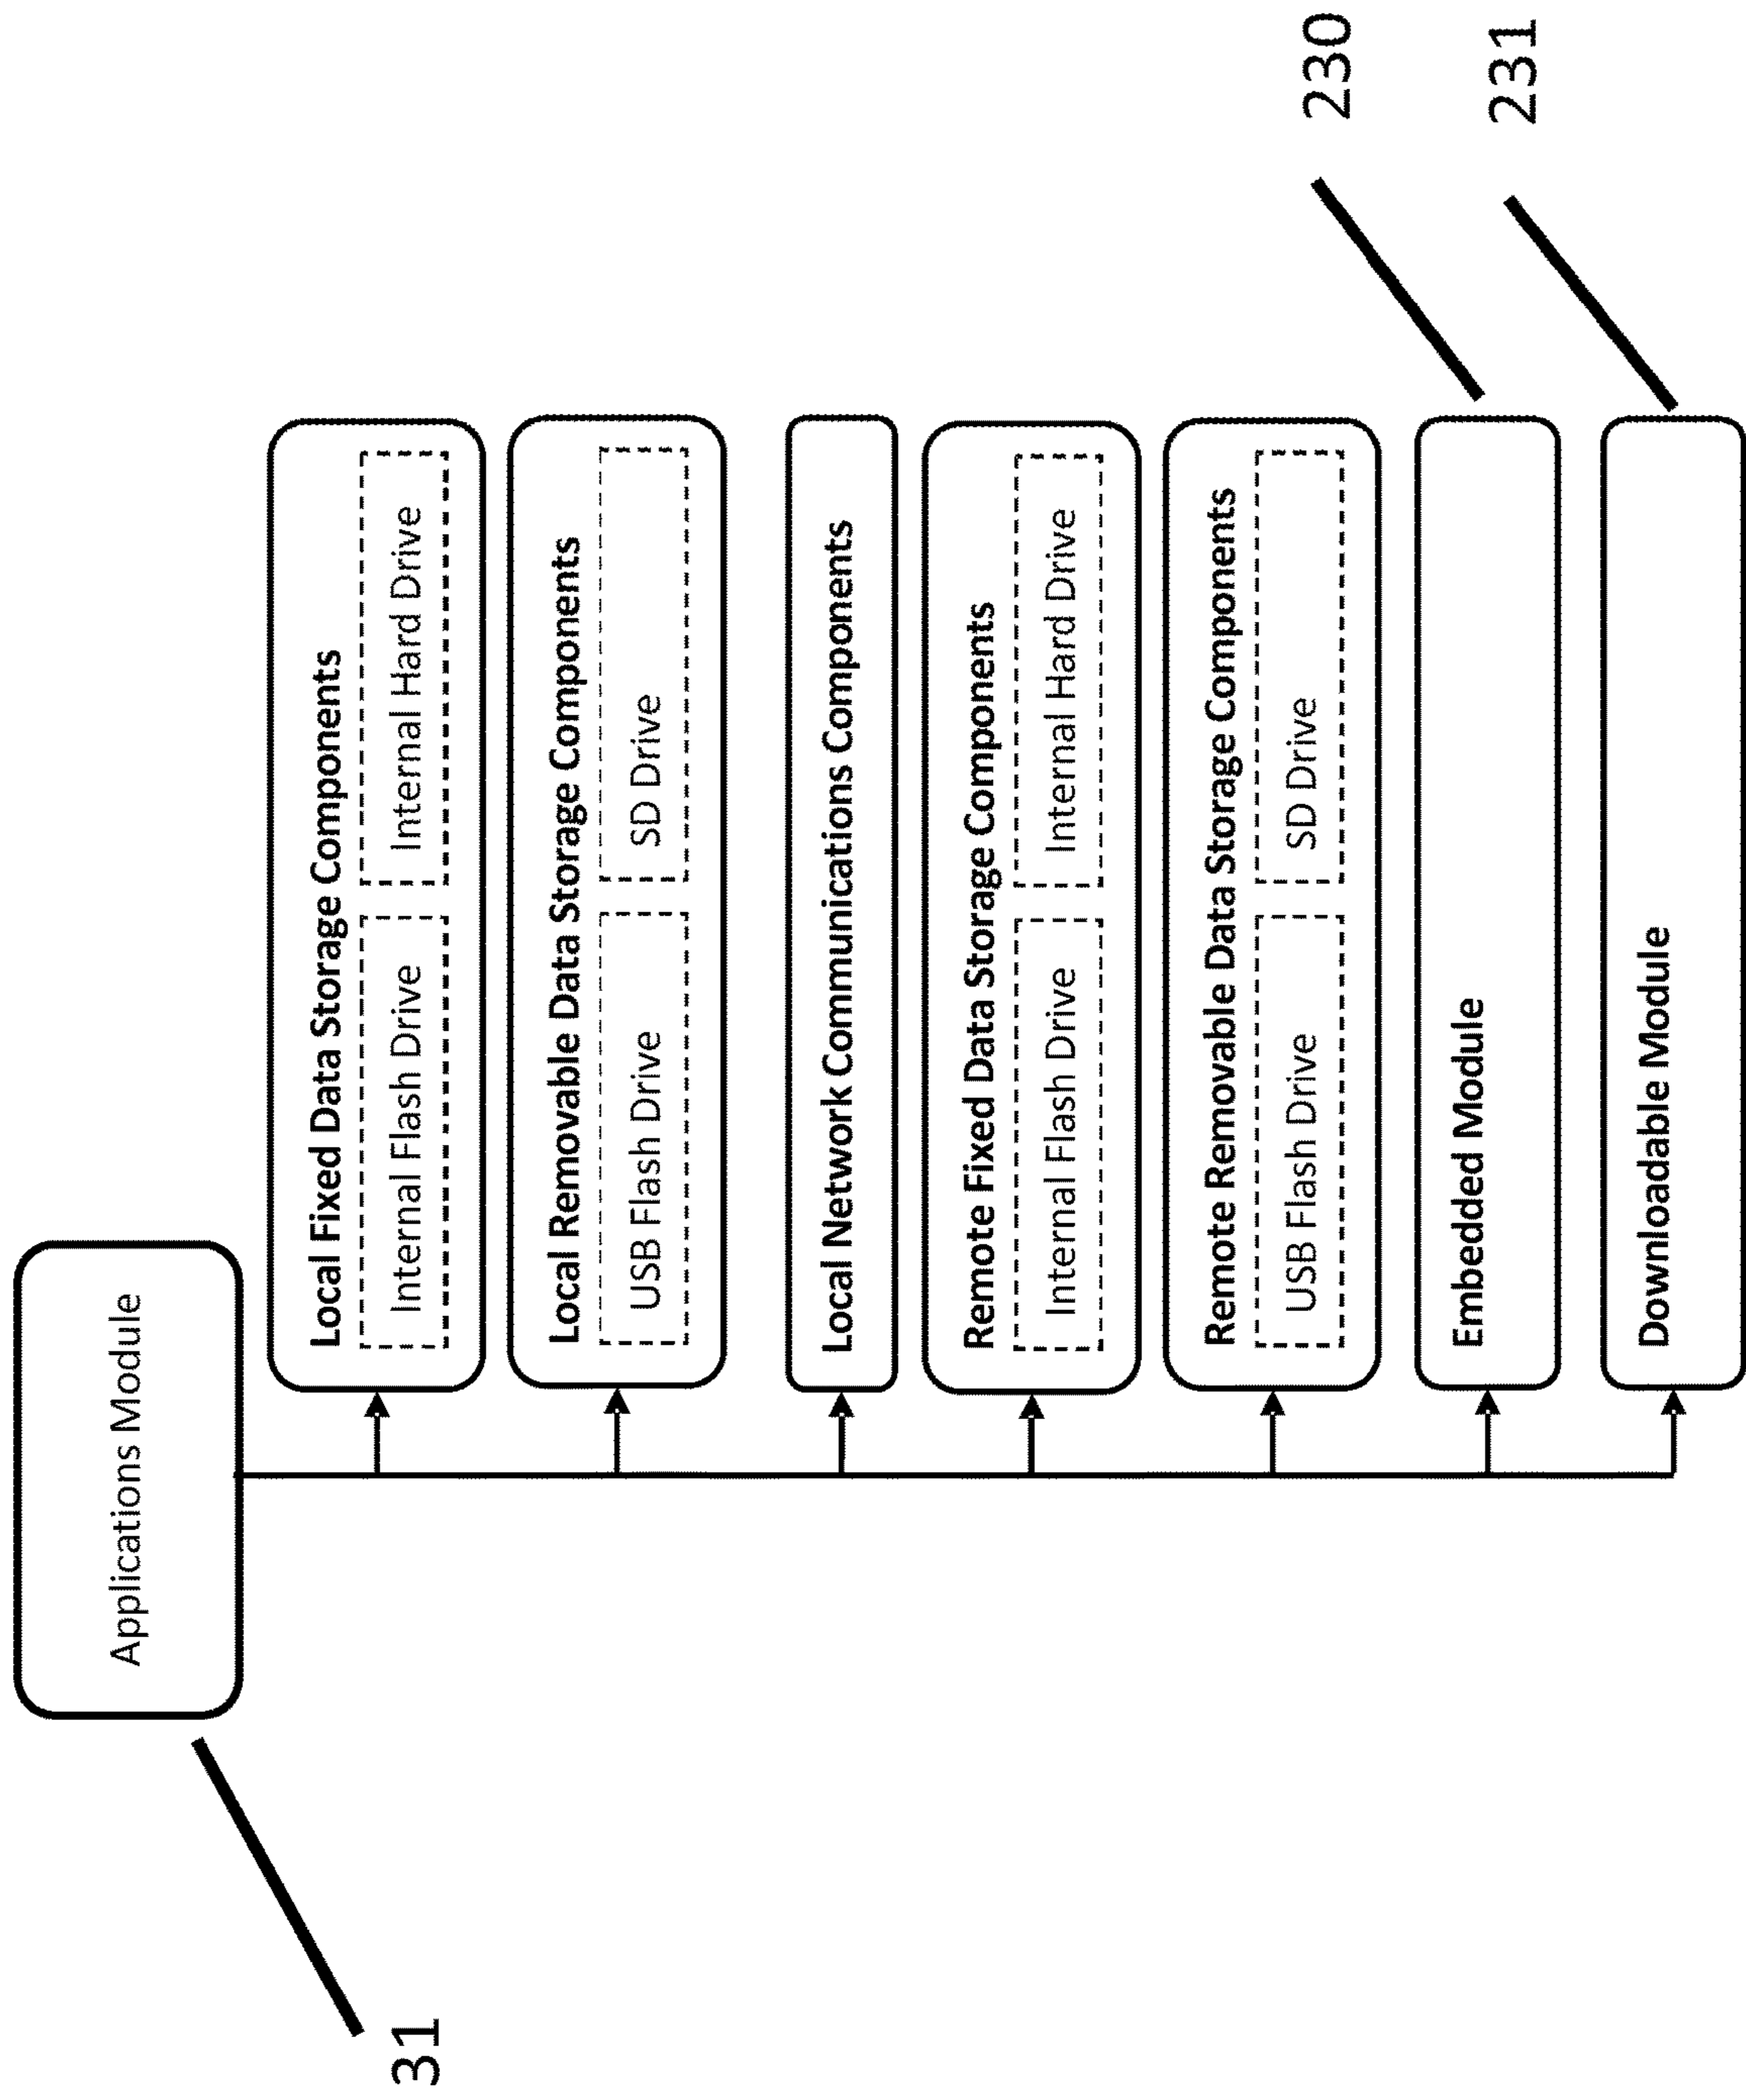 Applications Module
31
Local Fixed Data Storage Components
Internal Flash Drive
Internal Hard Drive
Local Removable Data Storage Components
USB Flash Drive
SD Drive
Local Network Communications Components
Remote Fixed Data Storage Components
Internal Flash Drive
Internal Hard Drive
Remote Removable Data Storage Components
USB Flash Drive
SD Drive
Embedded Module
230
Downloadable Module
231